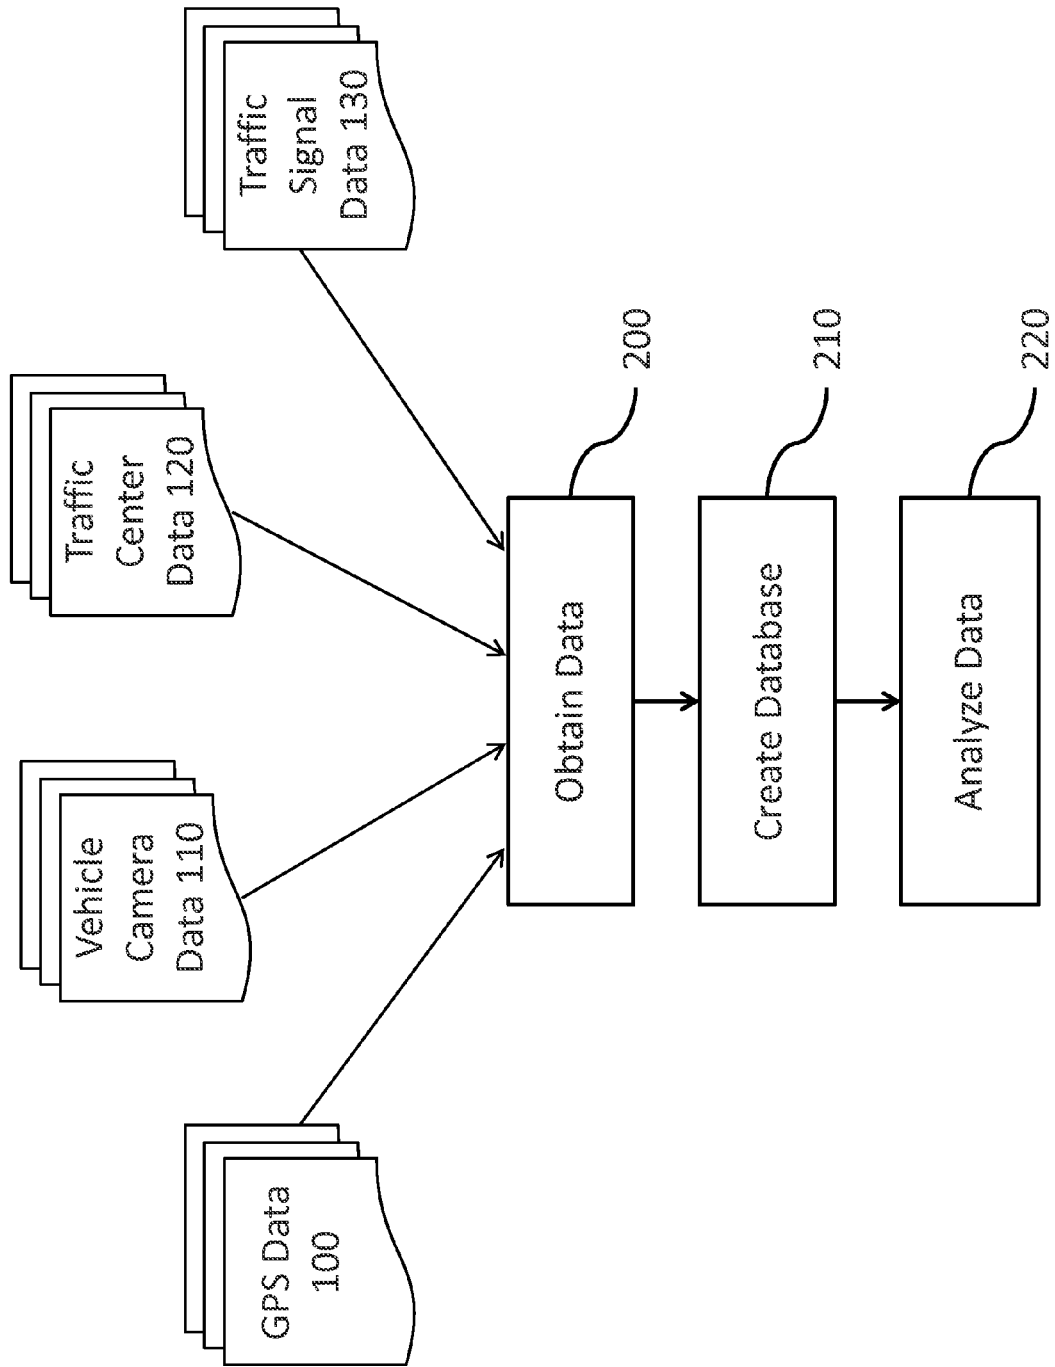 GPS Data
100
Vehicle
Camera
Data 110
Traffic
Center
Data 120
Traffic
Signal
Data 130
Obtain Data
200
Create Database
210
Analyze Data
220